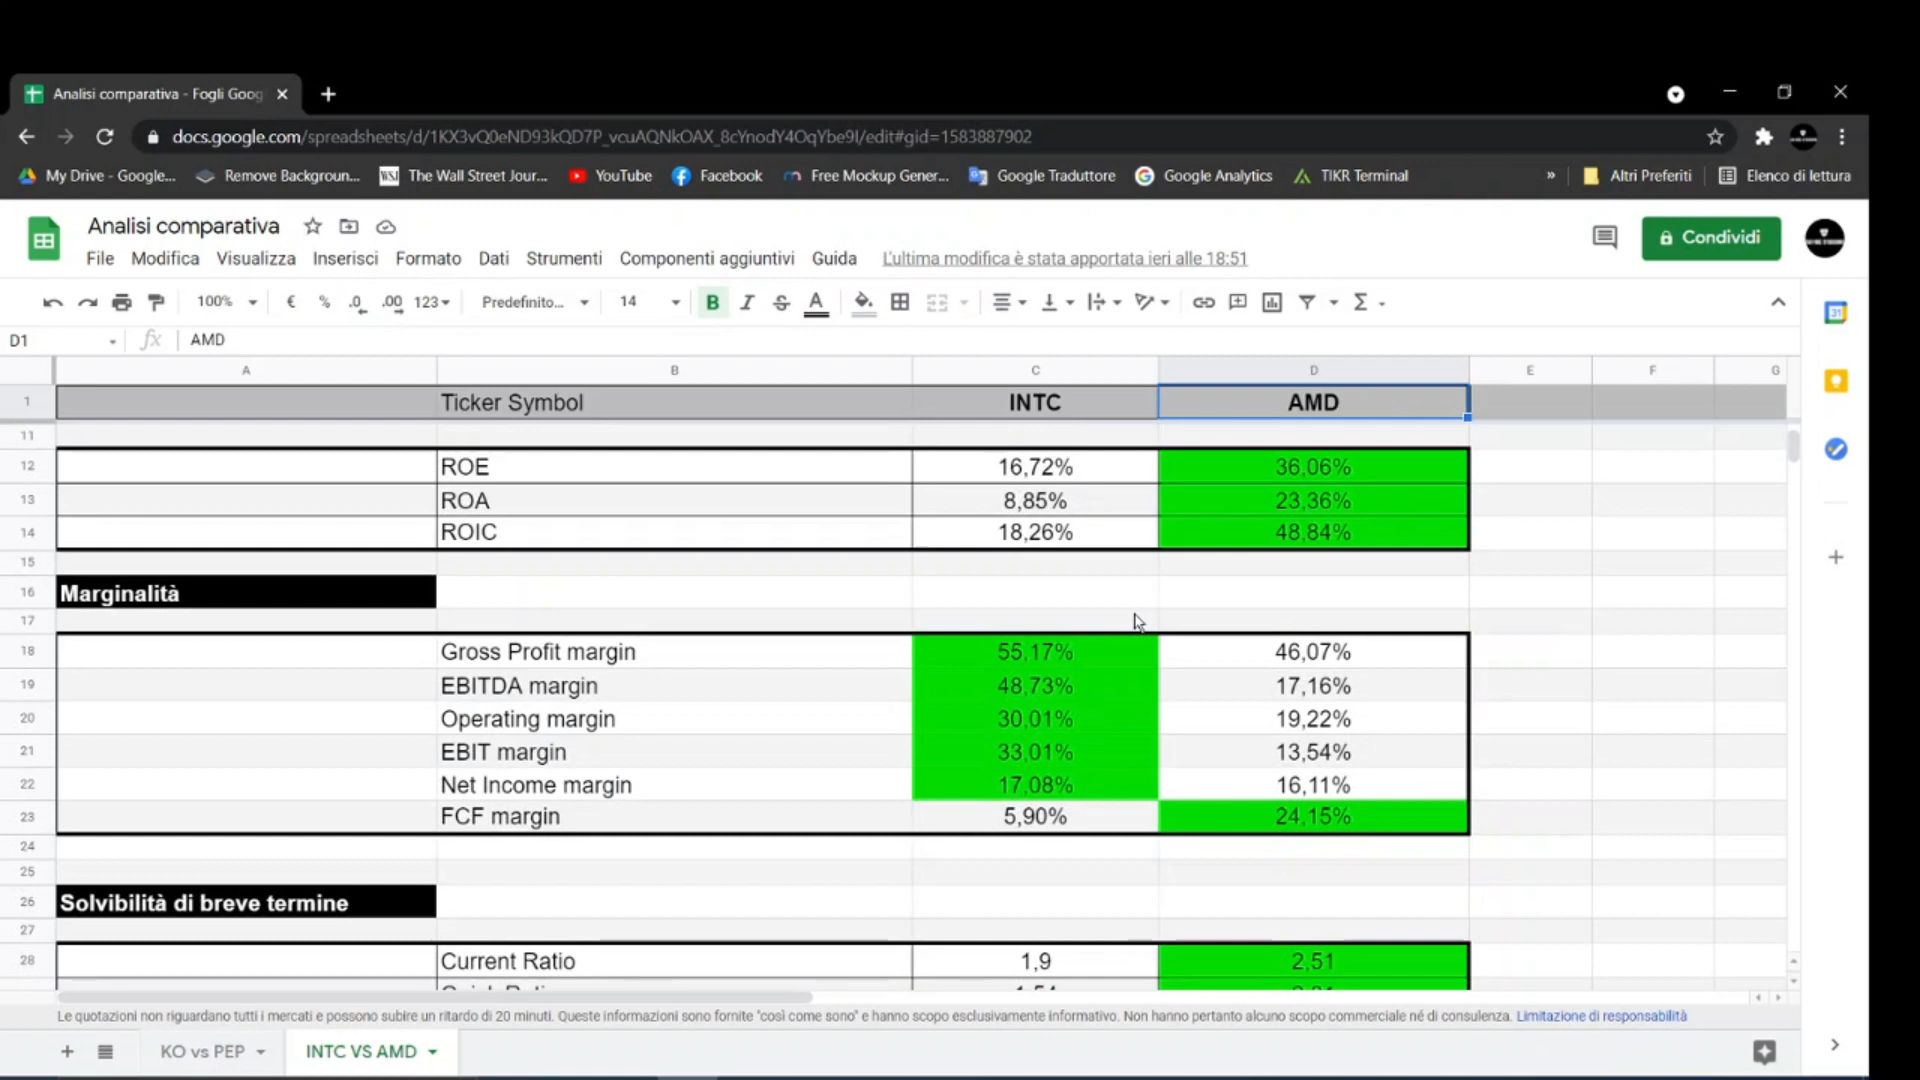 Analisi comparativa - Fogli Goog
docs.google.com/spreadsheets/d/1KX3vQ0eND93kQD7P_vcuAQNkOAX_8cYnodY4OqYbe9I/edit#gid=1583887902
My Drive - Google... Remove Backgroun... WSJ The Wall Street Jour... YouTube Facebook Free Mockup Gener... Google Traduttore Google Analytics TIKR Terminal » Altri Preferiti Elenco di lettura
Analisi comparativa
Condividi
File Modifica Visualizza Inserisci Formato Dati Strumenti Componenti aggiuntivi Guida L'ultima modifica è stata apportata ieri alle 18:51
100% € % .0 .00 123 Predefinito... 14 B I S A Σ
D1 fx AMD
A B C D E F G
1 Ticker Symbol INTC AMD
11
12 ROE 16,72% 36,06%
13 ROA 8,85% 23,36%
14 ROIC 18,26% 48,84%
15
16 Marginalità
17
18 Gross Profit margin 55,17% 46,07%
19 EBITDA margin 48,73% 17,16%
20 Operating margin 30,01% 19,22%
21 EBIT margin 33,01% 13,54%
22 Net Income margin 17,08% 16,11%
23 FCF margin 5,90% 24,15%
24
25
26 Solvibilità di breve termine
27
28 Current Ratio 1,9 2,51
Le quotazioni non riguardano tutti i mercati e possono subire un ritardo di 20 minuti. Queste informazioni sono fornite "così come sono" e hanno scopo esclusivamente informativo. Non hanno pertanto alcuno scopo commerciale né di consulenza. Limitazione di responsabilità
KO vs PEP INTC VS AMD